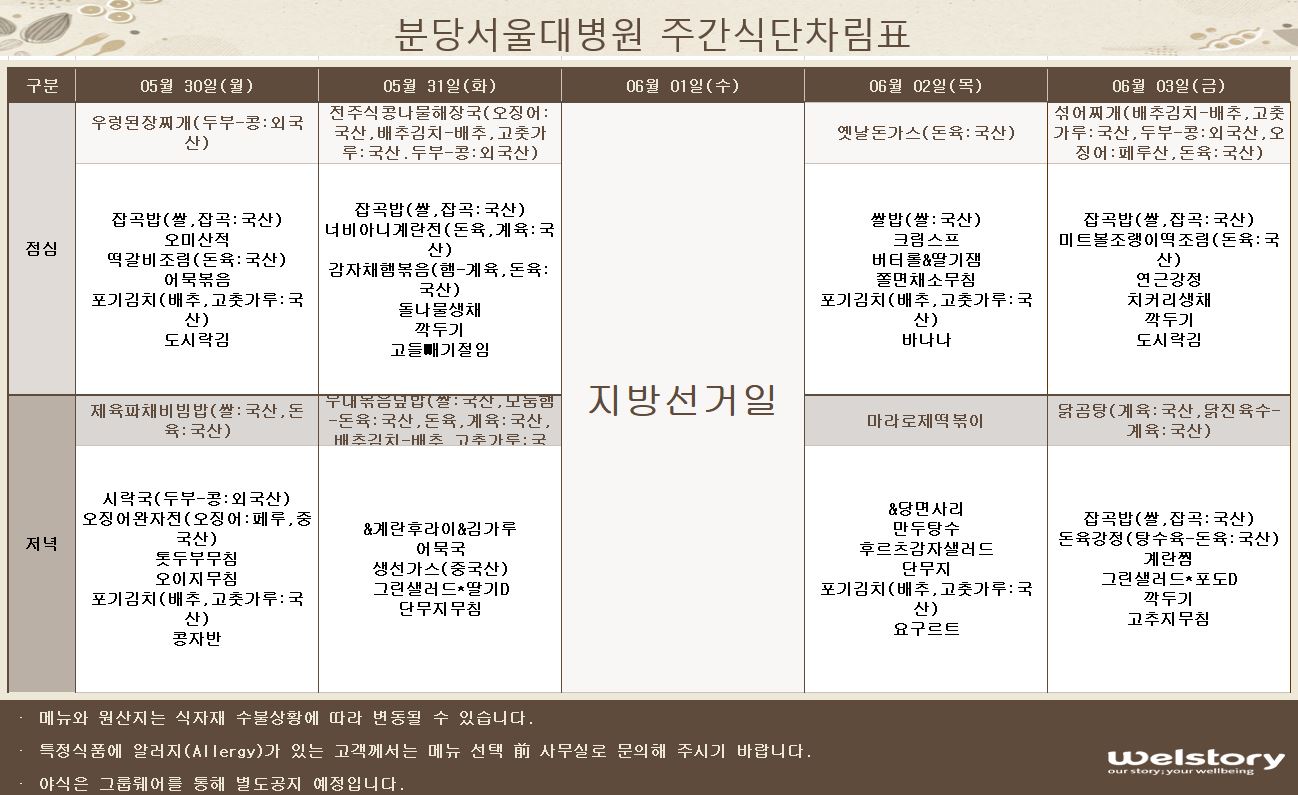 분당서울대병원 주간식단차림표
구분
05월 30일(월)
05월 31일(화)
06월 01일(수)
06월 02일(목)
06월 03일(금)
점심
우렁된장찌개(두부-콩:외국
산)
전주식콩나물해장국(오징어:
국산,배추김치-배추,고춧가
루:국산.두부-콩:외국산)
옛날돈가스(돈육:국산)
섞어찌개(배추김치-배추,고춧
가루:국산,두부-콩:외국산,오
징어:페루산,돈육:국산)
잡곡밥(쌀,잡곡:국산)
오미산적
떡갈비조림(돈육:국산)
어묵볶음
포기김치(배추,고춧가루:국
산)
도시락김
잡곡밥(쌀,잡곡:국산)
너비아니계란전(돈육,계육:국
산)
감자채햄볶음(햄-계육,돈육:
국산)
돌나물생채
깍두기
고들빼기절임
쌀밥(쌀:국산)
크림스프
버터롤&딸기잼
쫄면채소무침
포기김치(배추,고춧가루:국
산)
바나나
잡곡밥(쌀,잡곡:국산)
미트볼조랭이떡조림(돈육:국
산)
연근강정
치커리생채
깍두기
도시락김
지방선거일
저녁
제육파채비빔밥(쌀:국산,돈
육:국산)
부대볶음덮밥(쌀:국산,모둠햄
-돈육:국산,돈육,계육:국산,
배추김치-배추, 고춧가루:국
마라로제떡볶이
닭곰탕(계육:국산,닭진육수-
계육:국산)
시락국(두부-콩:외국산)
오징어완자전(오징어:페루,중
국산)
톳두부무침
오이지무침
포기김치(배추,고춧가루:국
산)
콩자반
&계란후라이&김가루
어묵국
생선가스(중국산)
그린샐러드*딸기D
단무지무침
&당면사리
만두탕수
후르츠감자샐러드
단무지
포기김치(배추,고춧가루:국
산)
요구르트
잡곡밥(쌀,잡곡:국산)
돈육강정(탕수육-돈육:국산)
계란찜
그린샐러드*포도D
깍두기
고추지무침
· 메뉴와 원산지는 식자재 수불상황에 따라 변동될 수 있습니다.
· 특정식품에 알러지(Allergy)가 있는 고객께서는 메뉴 선택 前 사무실로 문의해 주시기 바랍니다.
· 야식은 그룹웨어를 통해 별도공지 예정입니다.
welstory
our story;your wellbeing